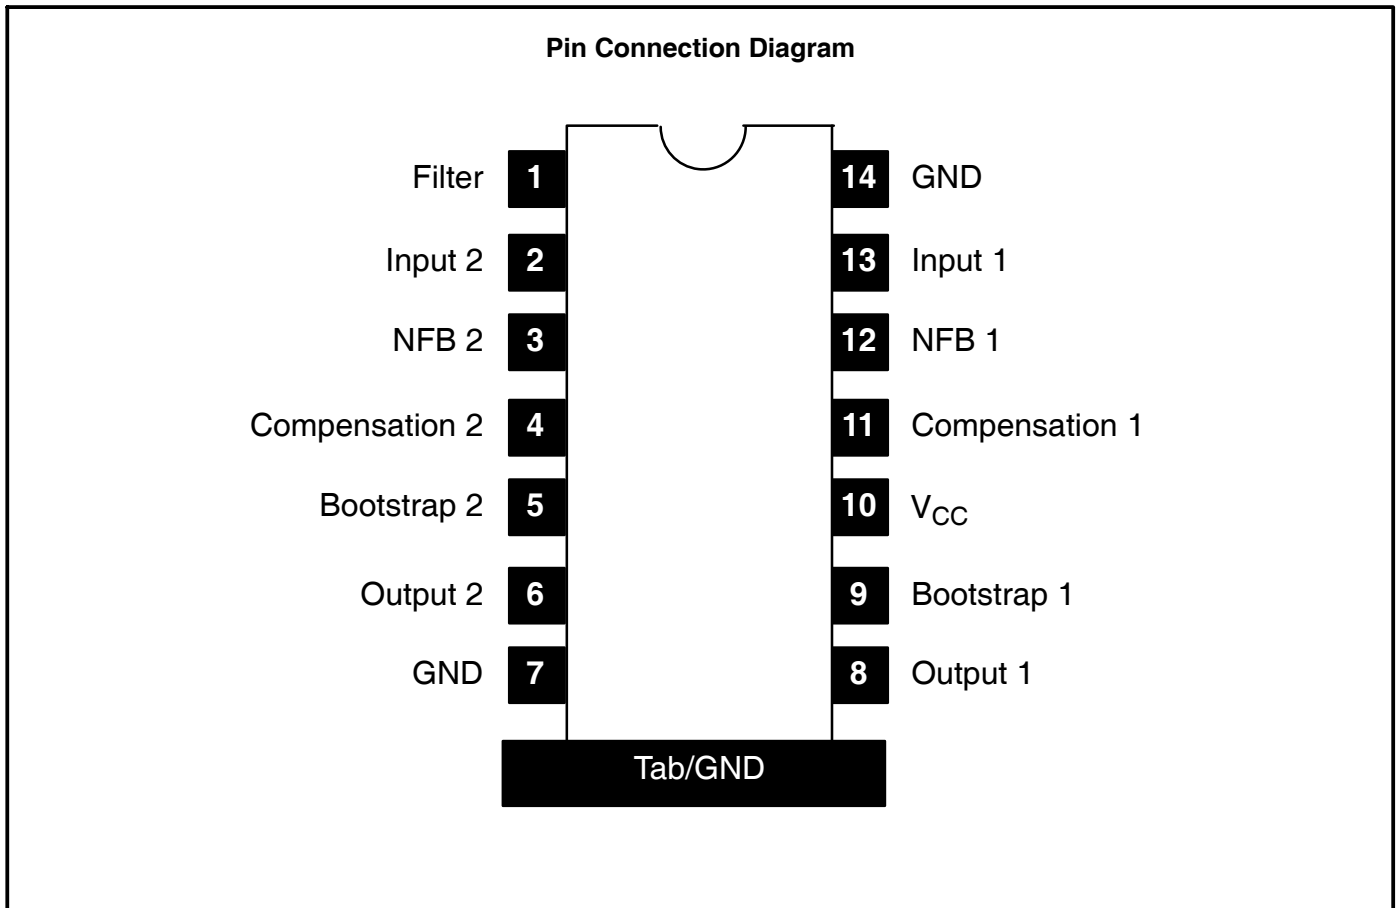 Pin Connection Diagram
Filter 1 14 GND
Input 2 2 13 Input 1
NFB 2 3 12 NFB 1
Compensation 2 4 11 Compensation 1
Bootstrap 2 5 10 VCC
Output 2 6 9 Bootstrap 1
GND 7 8 Output 1
Tab/GND